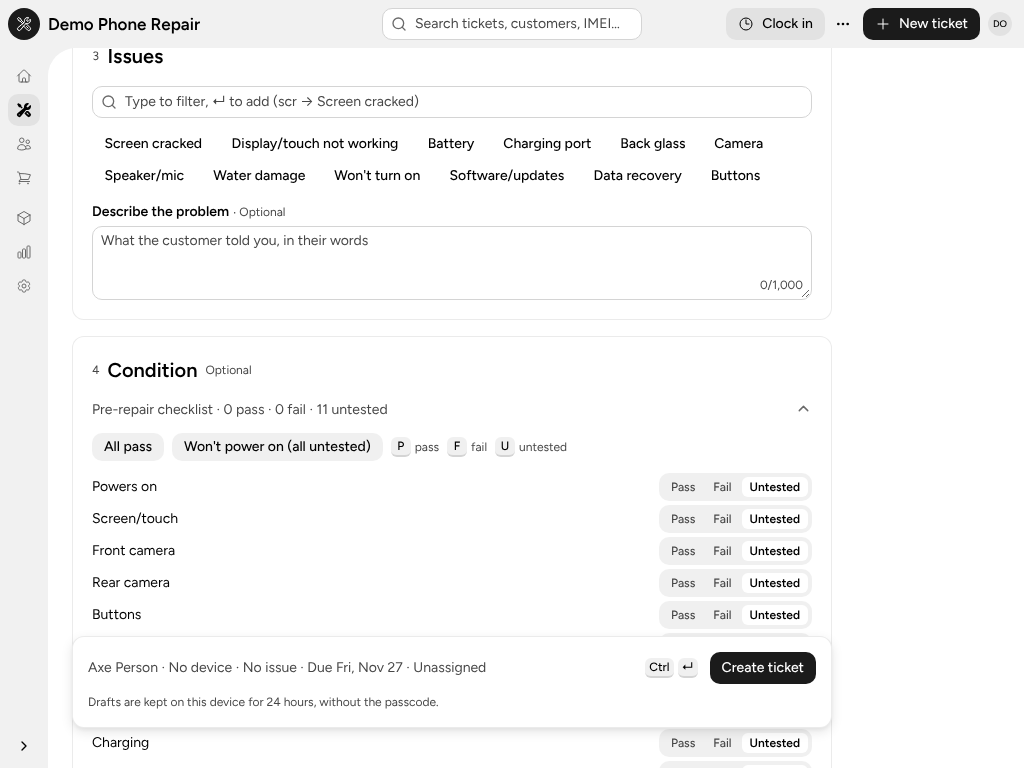 Demo Phone Repair
Search tickets, customers, IMEI...
Clock in
New ticket
DO
3 Issues
Type to filter, ↵ to add (scr → Screen cracked)
Screen cracked Display/touch not working Battery Charging port Back glass Camera
Speaker/mic Water damage Won't turn on Software/updates Data recovery Buttons
Describe the problem · Optional
What the customer told you, in their words
0/1,000
4 Condition Optional
Pre-repair checklist · 0 pass · 0 fail · 11 untested
All pass Won't power on (all untested) P pass F fail U untested
Powers on Pass Fail Untested
Screen/touch Pass Fail Untested
Front camera Pass Fail Untested
Rear camera Pass Fail Untested
Buttons Pass Fail Untested
Axe Person · No device · No issue · Due Fri, Nov 27 · Unassigned
Ctrl ↵ Create ticket
Drafts are kept on this device for 24 hours, without the passcode.
Charging Pass Fail Untested